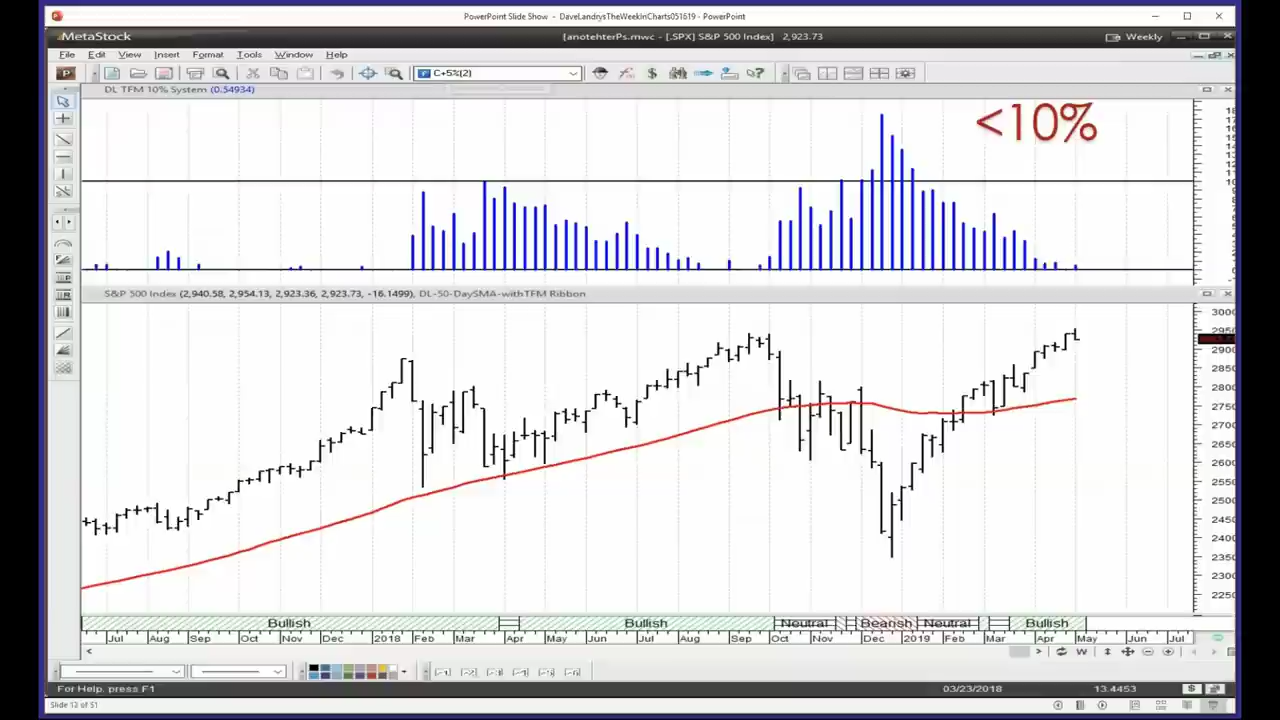 PowerPoint Slide Show - DaveLandrysTheWeekInCharts051619 - PowerPoint
MetaStock
[anotehterPs.mwc - [.SPX] S&P 500 Index] 2,923.73
Weekly
File Edit View Insert Format Tools Window Help
C+5%(2)
DL TFM 10% System (0.54934)
<10%
10
S&P 500 Index (2,940.58, 2,954.13, 2,923.36, 2,923.73, -16.1499), DL-50-DaySMA-withTFM Ribbon
3000
2900
2850
2800
2750
2700
2650
2600
2550
2500
2450
2400
2300
2250
Bullish Bullish Neutral Bearish Neutral Bullish
Jul Aug Sep Oct Nov Dec 2018 Feb Mar Apr May Jun Jul Aug Sep Oct Nov Dec 2019 Feb Mar Apr May Jun Jul
For Help, press F1
03/23/2018
13.4453
Slide 13 of 51